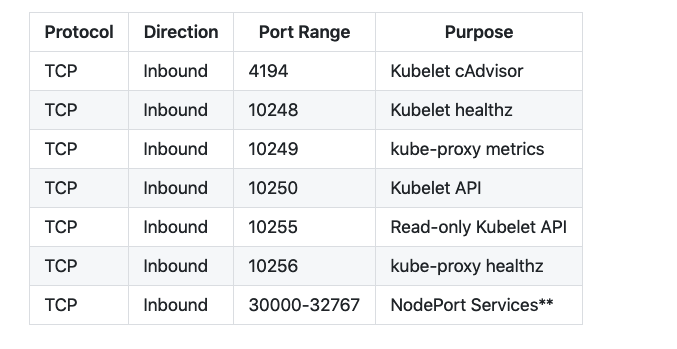 Protocol Direction Port Range Purpose
TCP Inbound 4194 Kubelet cAdvisor
TCP Inbound 10248 Kubelet healthz
TCP Inbound 10249 kube-proxy metrics
TCP Inbound 10250 Kubelet API
TCP Inbound 10255 Read-only Kubelet API
TCP Inbound 10256 kube-proxy healthz
TCP Inbound 30000-32767 NodePort Services**